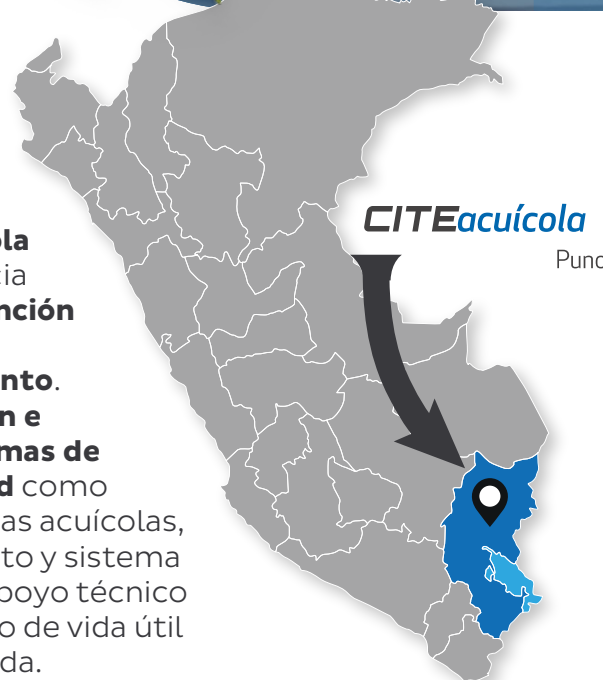 CITEacuícola
Puno
ola
cia
nción
nto.
n e
mas de
d como
as acuícolas,
to y sistema
poyo técnico
o de vida útil
da.